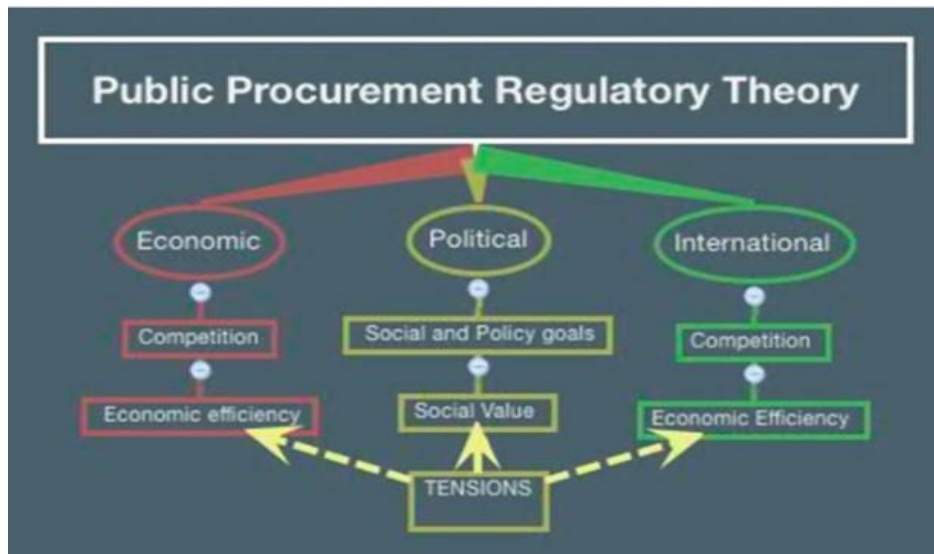 Public Procurement Regulatory Theory
Economic
Political
International
Competition
Social and Policy goals
Competition
Economic efficiency
Social Value
Economic Efficiency
TENSIONS